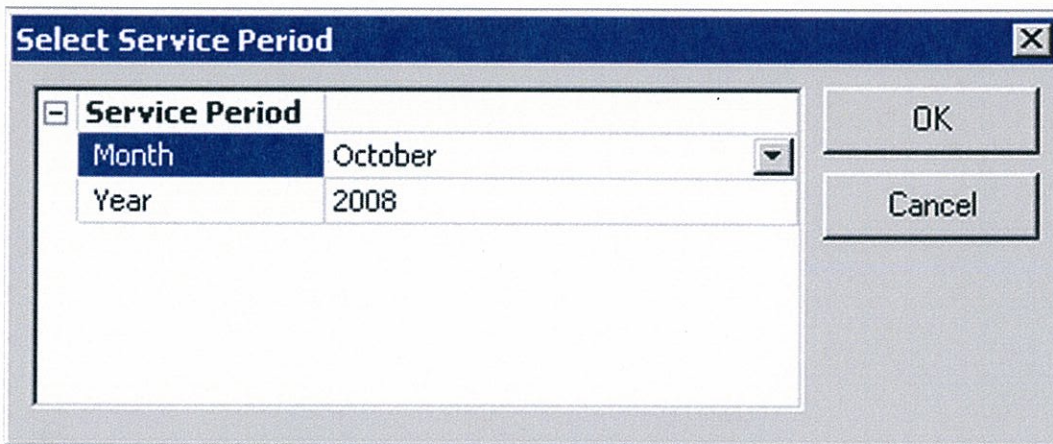 Select Service Period
Service Period
OK
Month October
Year 2008
Cancel